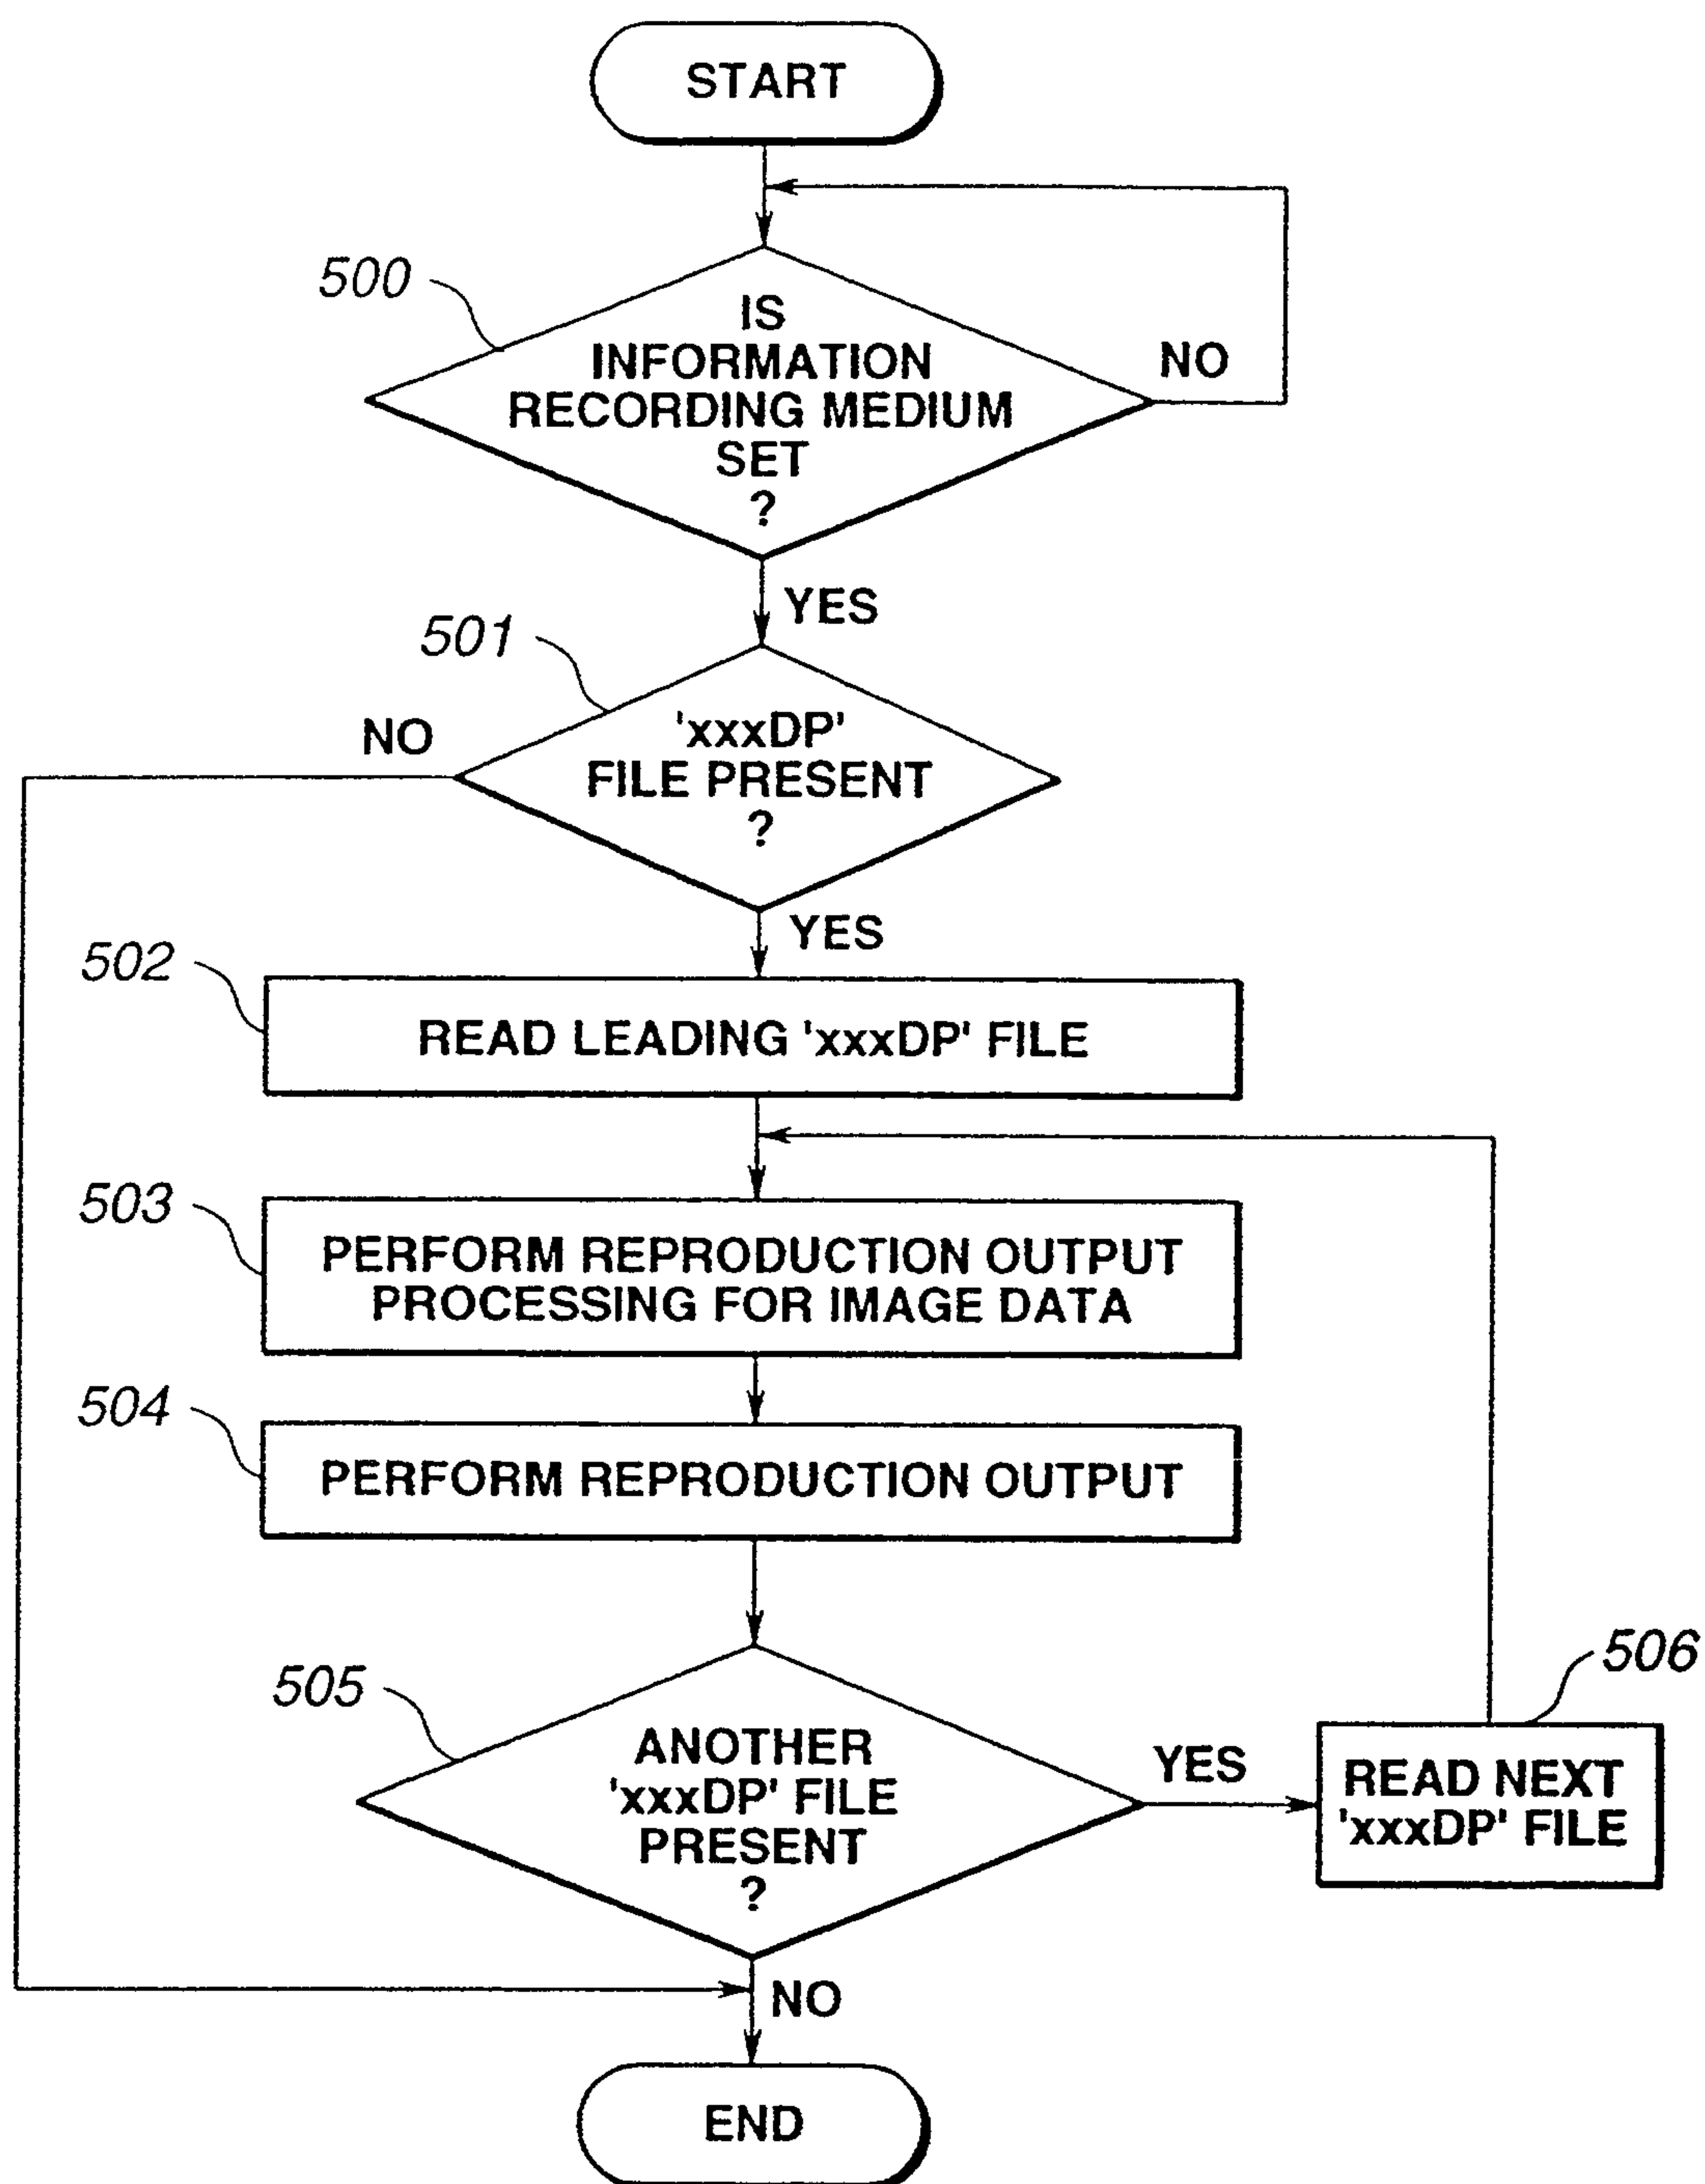 START
500
IS
INFORMATION
RECORDING MEDIUM
SET
?
NO
YES
501
'xxxDP'
FILE PRESENT
?
NO
YES
502
READ LEADING 'xxxDP' FILE
503
PERFORM REPRODUCTION OUTPUT
PROCESSING FOR IMAGE DATA
504
PERFORM REPRODUCTION OUTPUT
505
ANOTHER
'xxxDP' FILE
PRESENT
?
YES
506
READ NEXT
'xxxDP' FILE
NO
END